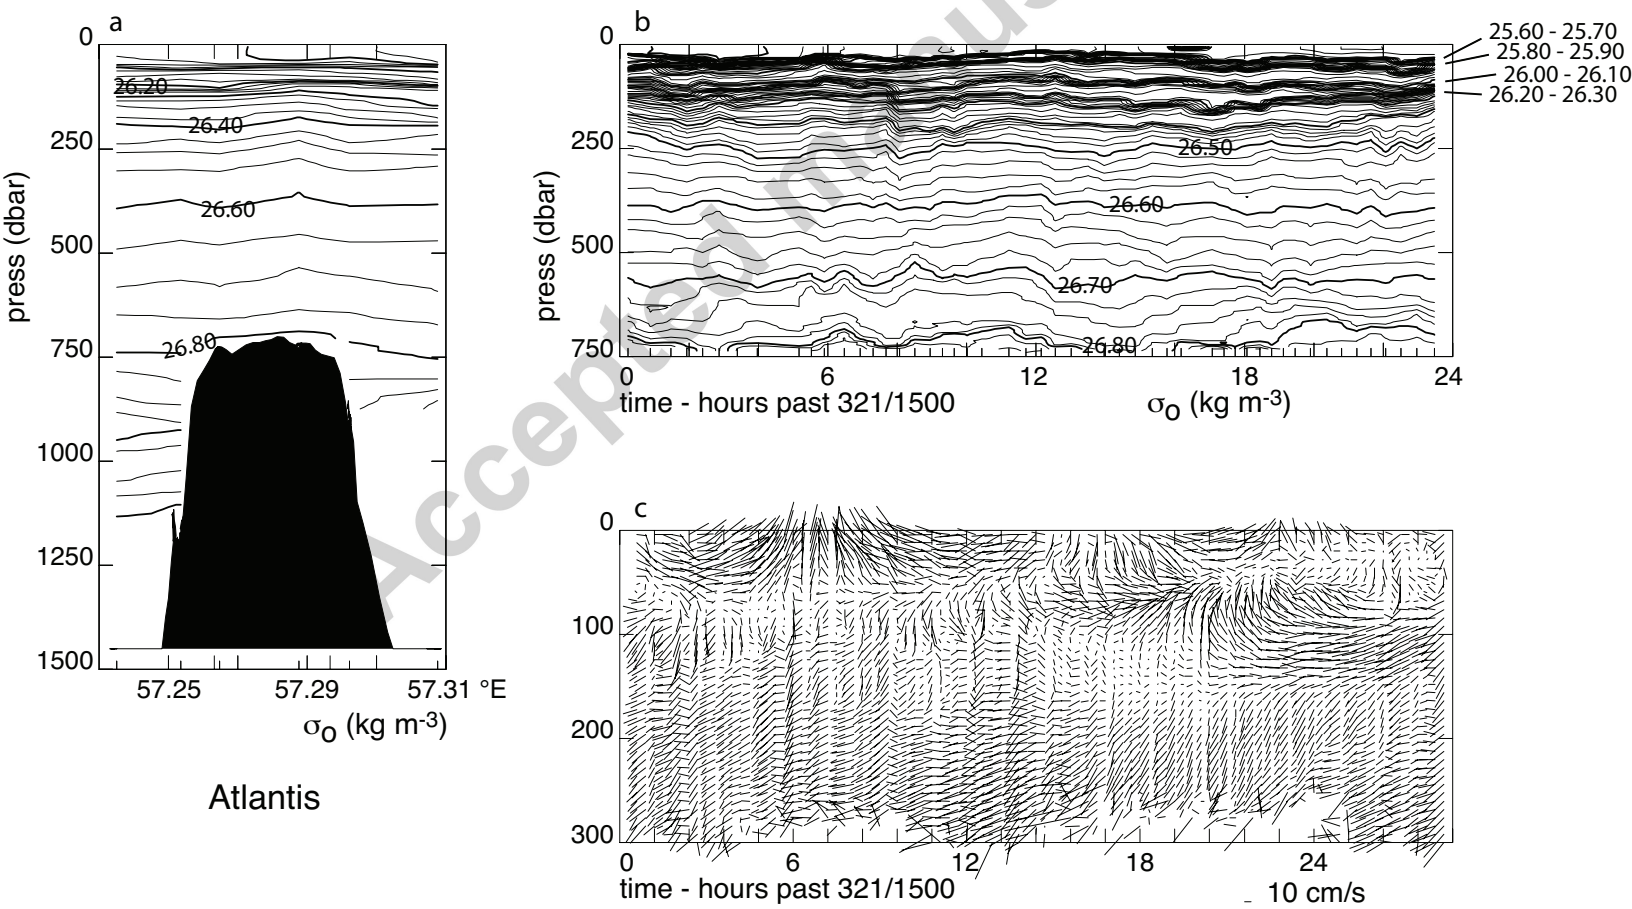 a
0
250
500
750
1000
1250
1500
press (dbar)
26.20
26.40
26.60
26.80
57.25 57.29 57.31 °E
σo (kg m-3)
Atlantis
b
0
250
500
750
press (dbar)
25.60 - 25.70
25.80 - 25.90
26.00 - 26.10
26.20 - 26.30
26.50
26.60
26.70
26.80
0 6 12 18 24
time - hours past 321/1500 σo (kg m-3)
c
0
100
200
300
0 6 12 18 24
time - hours past 321/1500 10 cm/s
Accepted manus